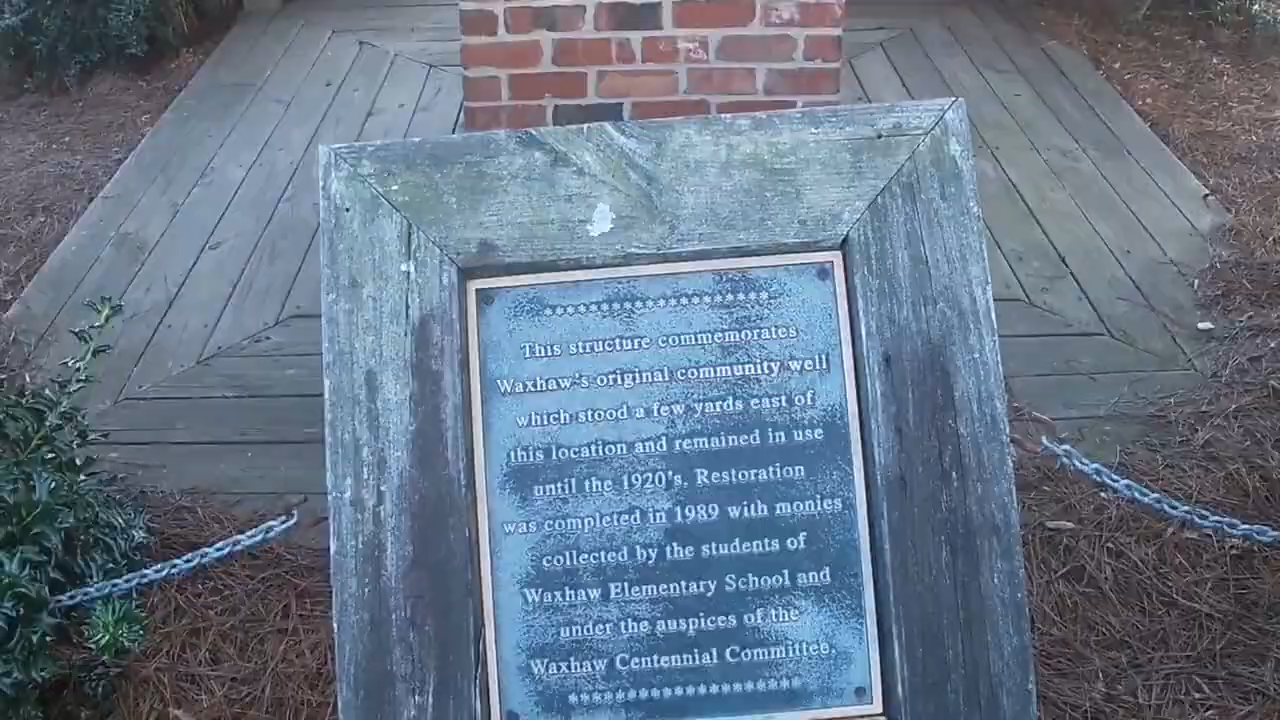 ********************
This structure commemorates
Waxhaw's original community well
which stood a few yards east of
this location and remained in use
until the 1920's. Restoration
was completed in 1989 with monies
collected by the students of
Waxhaw Elementary School and
under the auspices of the
Waxhaw Centennial Committee.
********************